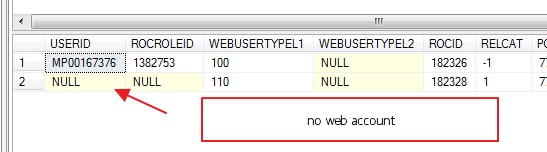 USERID ROCROLEID WEBUSERTYPEL1 WEBUSERTYPEL2 ROCID RELCAT
1 MP00167376 1382753 100 NULL 182326 -1
2 NULL NULL 110 NULL 182328 1
no web account